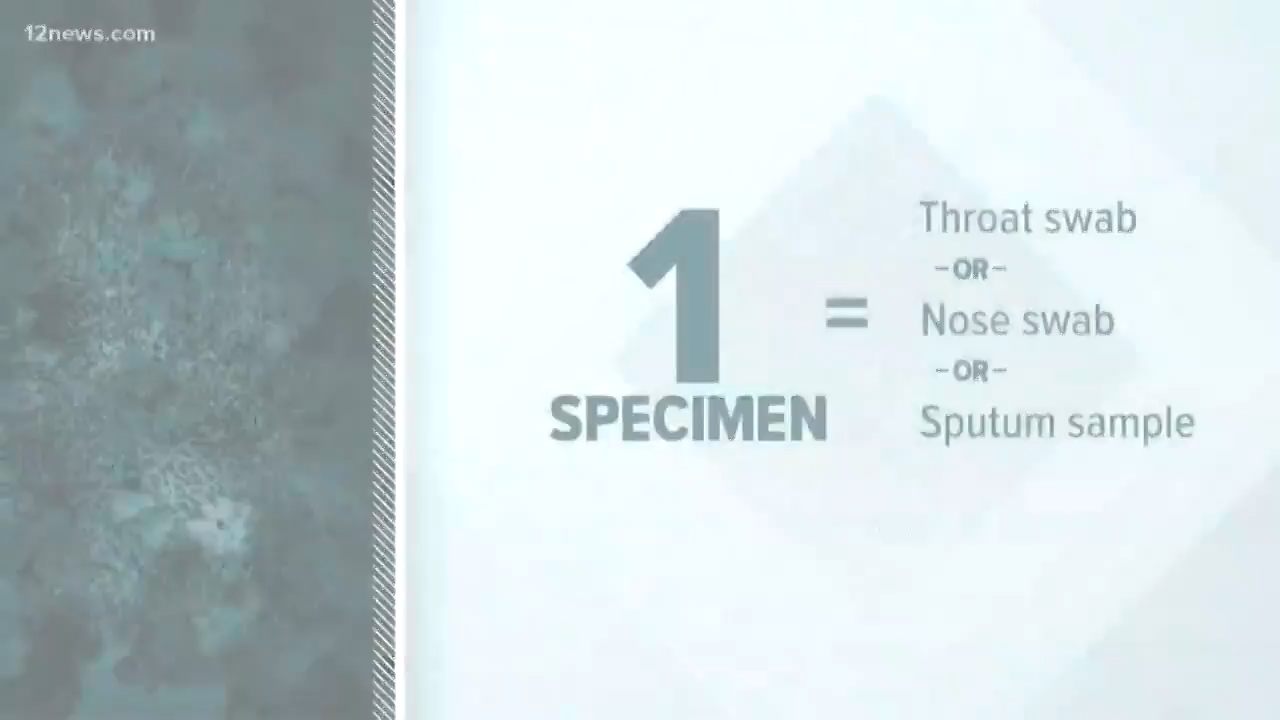 12news.com
1
SPECIMEN
=
Throat swab
-OR-
Nose swab
-OR-
Sputum sample